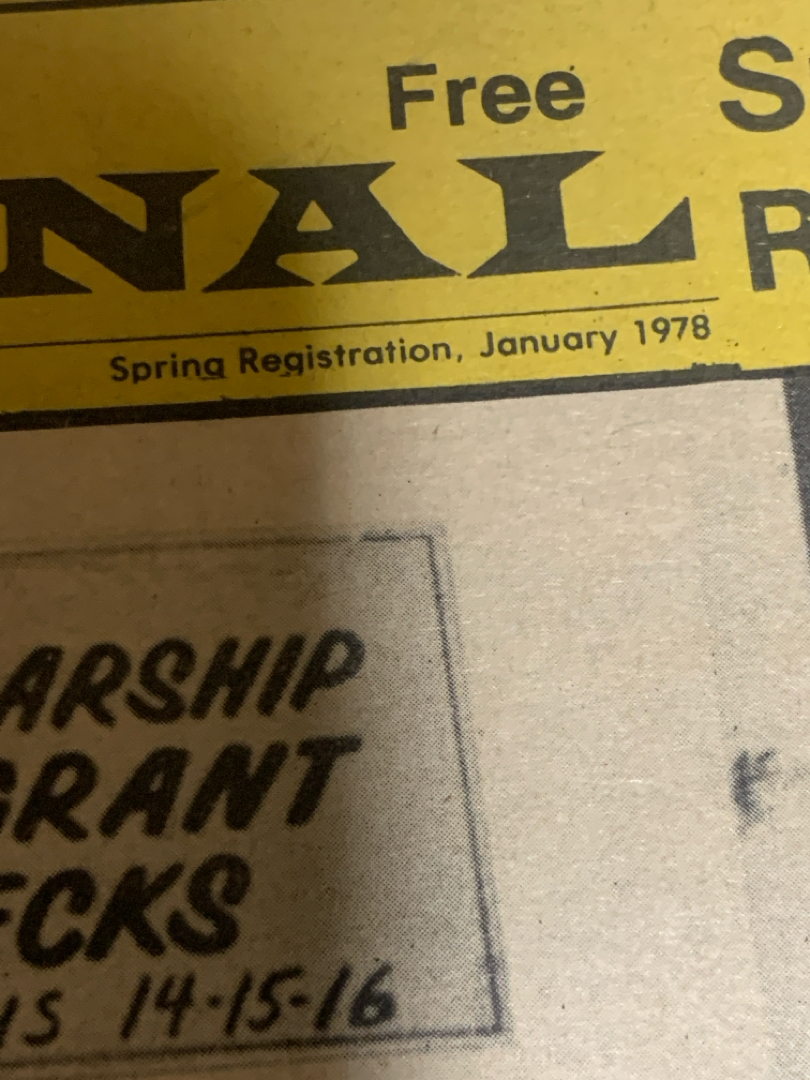 Free S
NAL R
Spring Registration, January 1978
ARSHIP
GRANT
ECKS
14-15-16